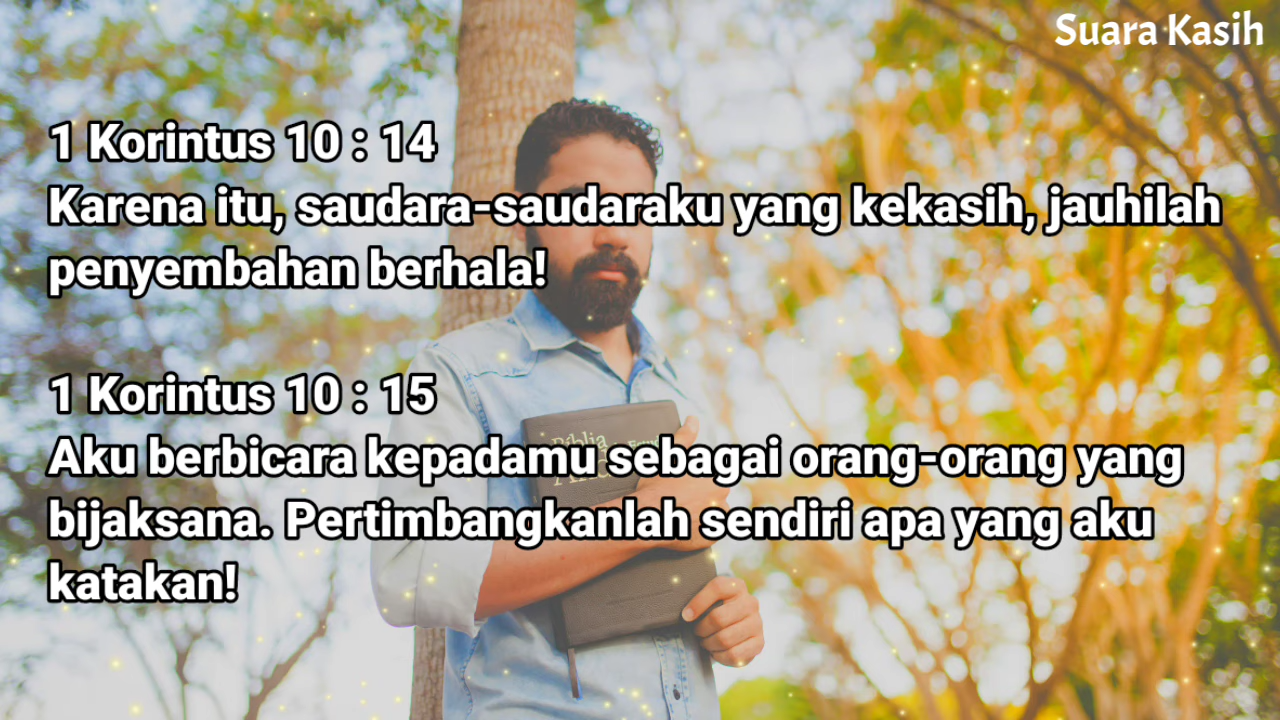 Suara Kasih
1 Korintus 10 : 14
Karena itu, saudara-saudaraku yang kekasih, jauhilah
penyembahan berhala!
1 Korintus 10 : 15
Aku berbicara kepadamu sebagai orang-orang yang
bijaksana. Pertimbangkanlah sendiri apa yang aku
katakan!
Bíblia